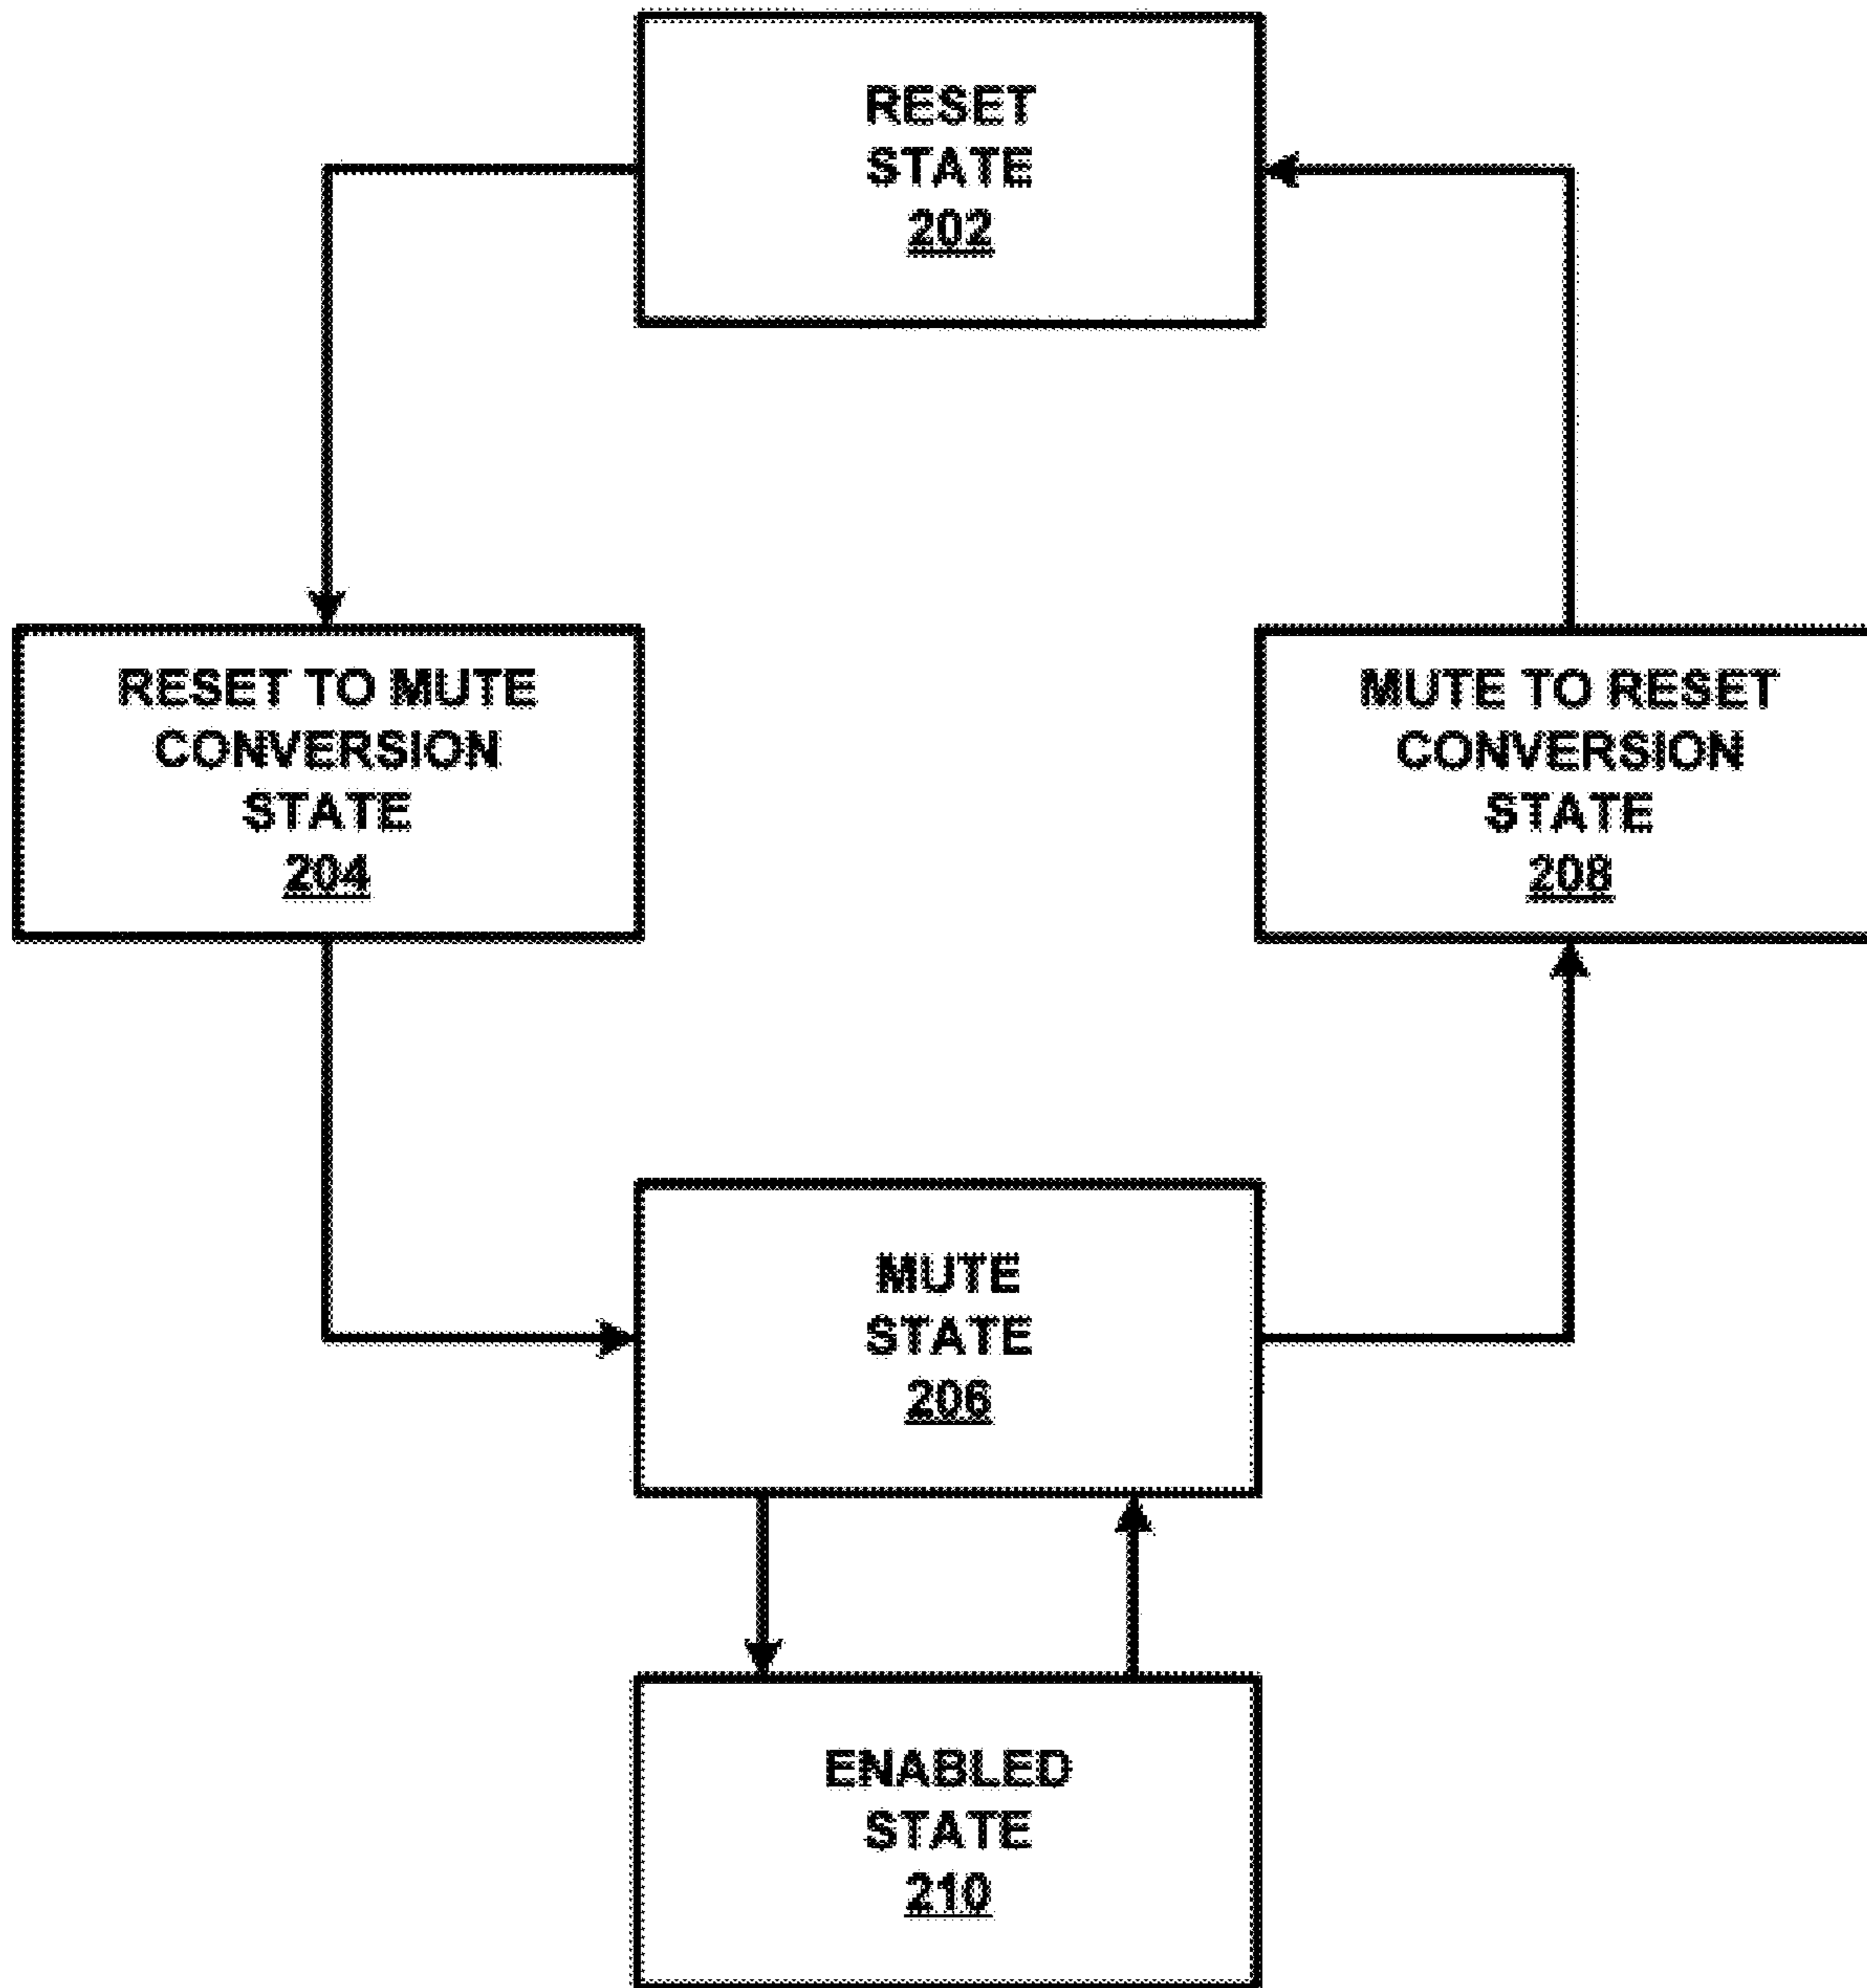 RESET
STATE
202
RESET TO MUTE
CONVERSION
STATE
204
MUTE TO RESET
CONVERSION
STATE
208
MUTE
STATE
206
ENABLED
STATE
210